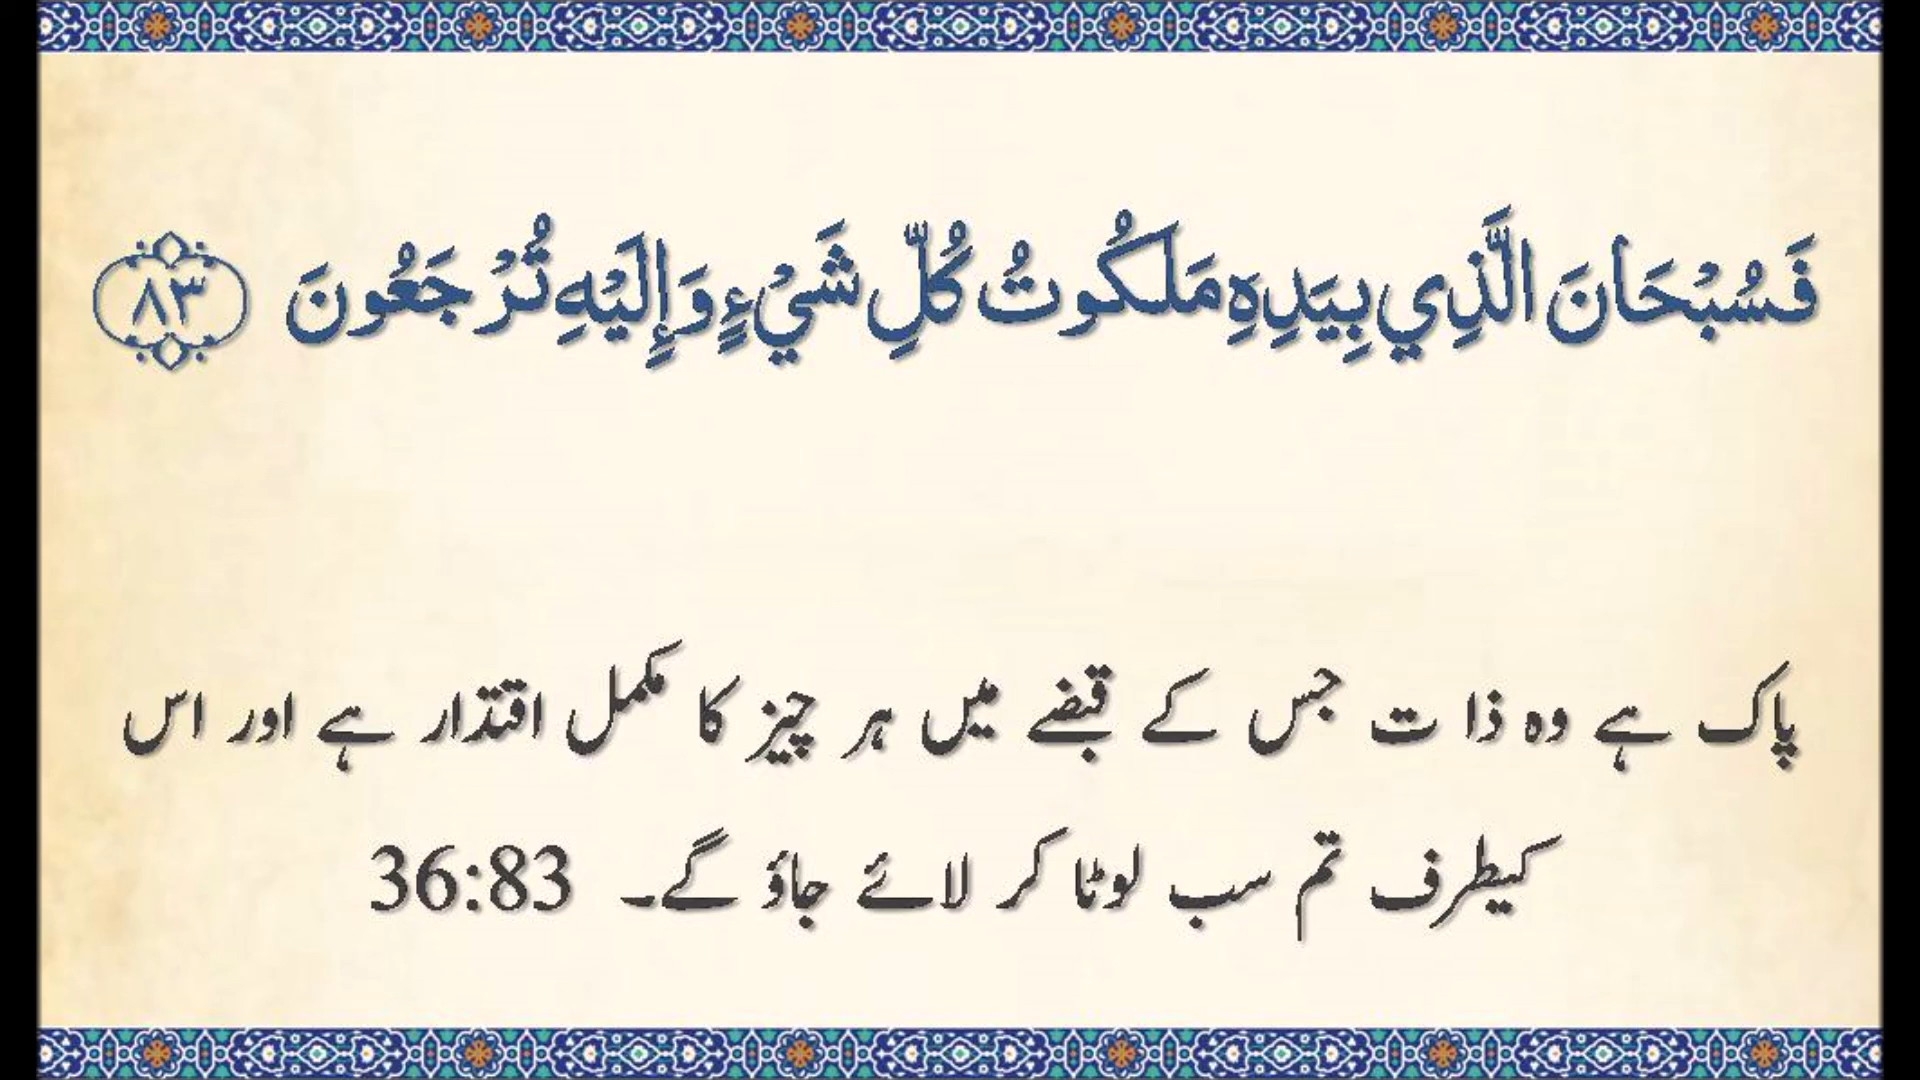 فَسُبْحَانَ الَّذِي بِيَدِهِ مَلَكُوتُ كُلِّ شَيْءٍ وَإِلَيْهِ تُرْجَعُونَ ﴿٨٣﴾
پاک ہے وہ ذا ت جس کے قبضے میں ہر چیز کا مکمل اقتدار ہے اور اس
کیطرف تم سب لوٹا کر لائے جاؤ گے۔ 36:83